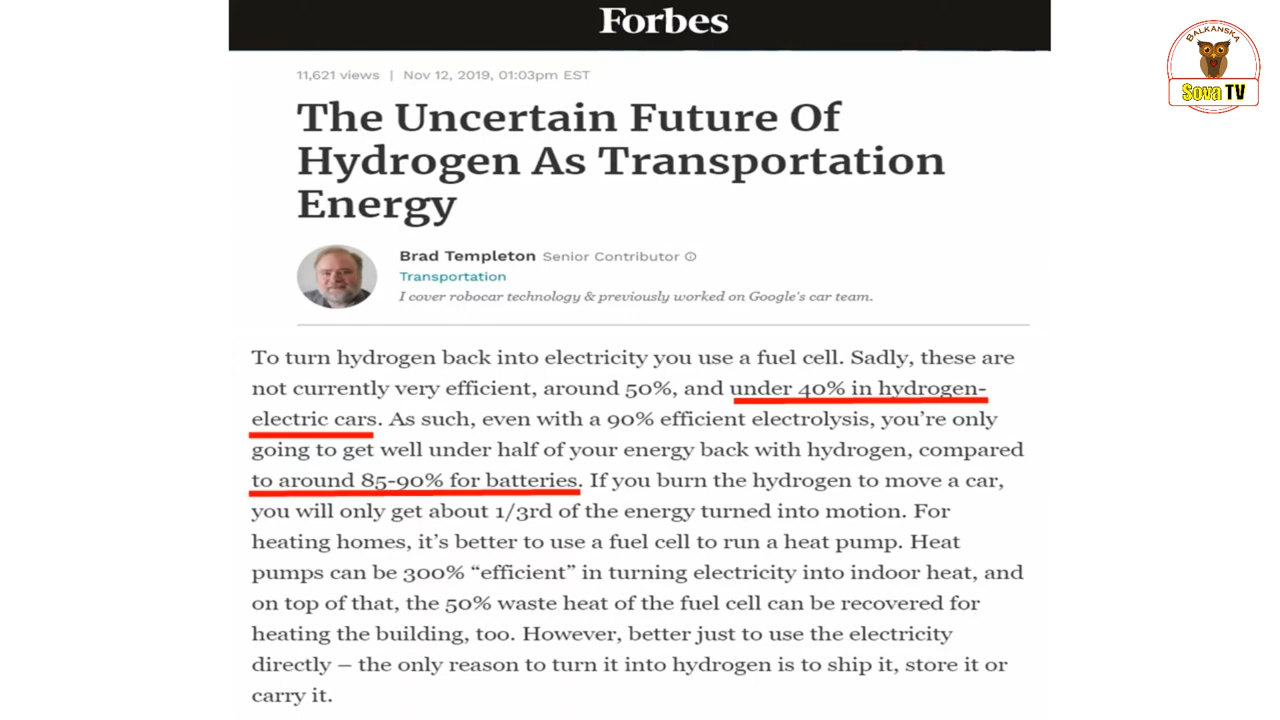 Forbes
BALKANSKA
Sova TV
11,621 views | Nov 12, 2019, 01:03pm EST
The Uncertain Future Of
Hydrogen As Transportation
Energy
Brad Templeton Senior Contributor
Transportation
I cover robocar technology & previously worked on Google's car team.
To turn hydrogen back into electricity you use a fuel cell. Sadly, these are
not currently very efficient, around 50%, and under 40% in hydrogen-
electric cars. As such, even with a 90% efficient electrolysis, you’re only
going to get well under half of your energy back with hydrogen, compared
to around 85-90% for batteries. If you burn the hydrogen to move a car,
you will only get about 1/3rd of the energy turned into motion. For
heating homes, it’s better to use a fuel cell to run a heat pump. Heat
pumps can be 300% “efficient” in turning electricity into indoor heat, and
on top of that, the 50% waste heat of the fuel cell can be recovered for
heating the building, too. However, better just to use the electricity
directly – the only reason to turn it into hydrogen is to ship it, store it or
carry it.